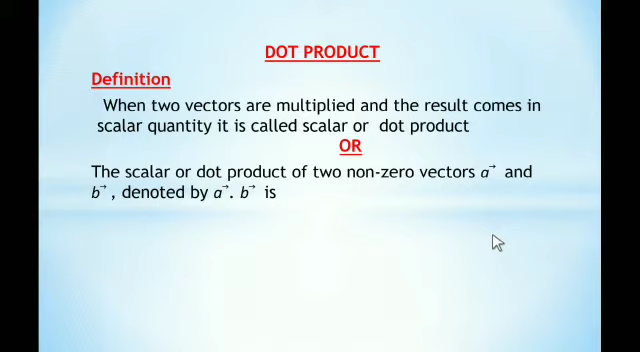 DOT PRODUCT
Definition
When two vectors are multiplied and the result comes in
scalar quantity it is called scalar or dot product
OR
The scalar or dot product of two non-zero vectors a⃗ and
b⃗ , denoted by a⃗. b⃗ is